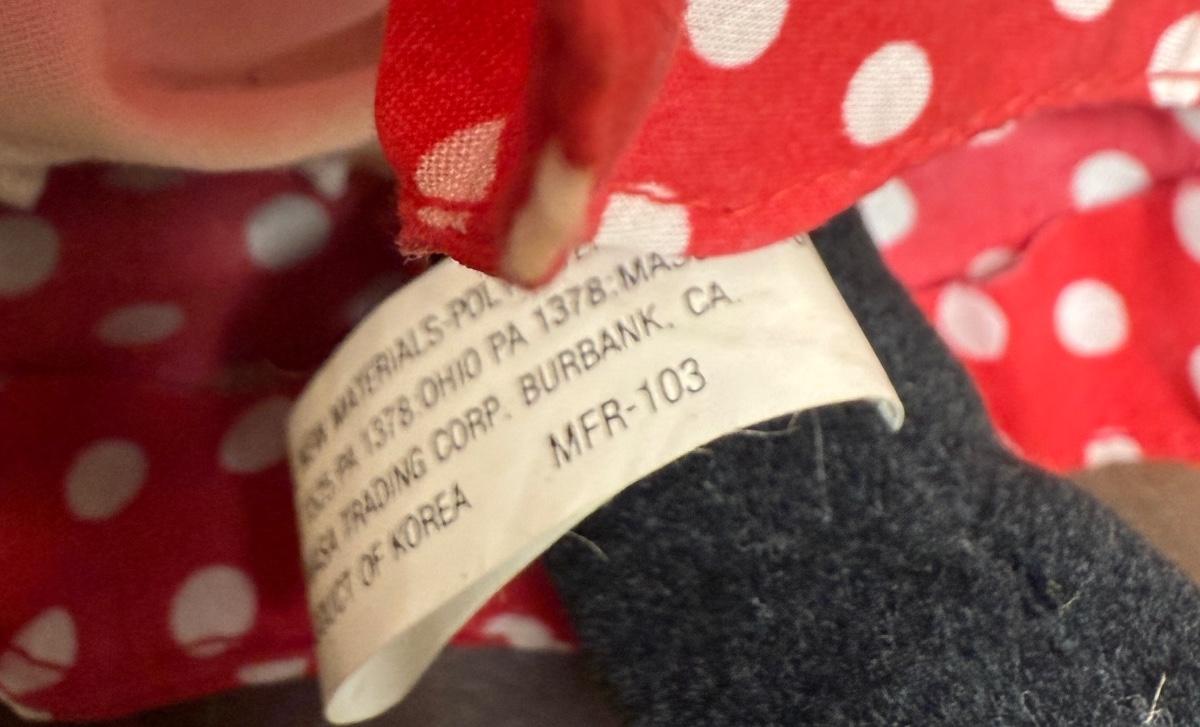 MATERIALS-POL
PA 1378:OHIO PA 1378:MAS
TRADING CORP. BURBANK, CA.
OF KOREA MFR-103